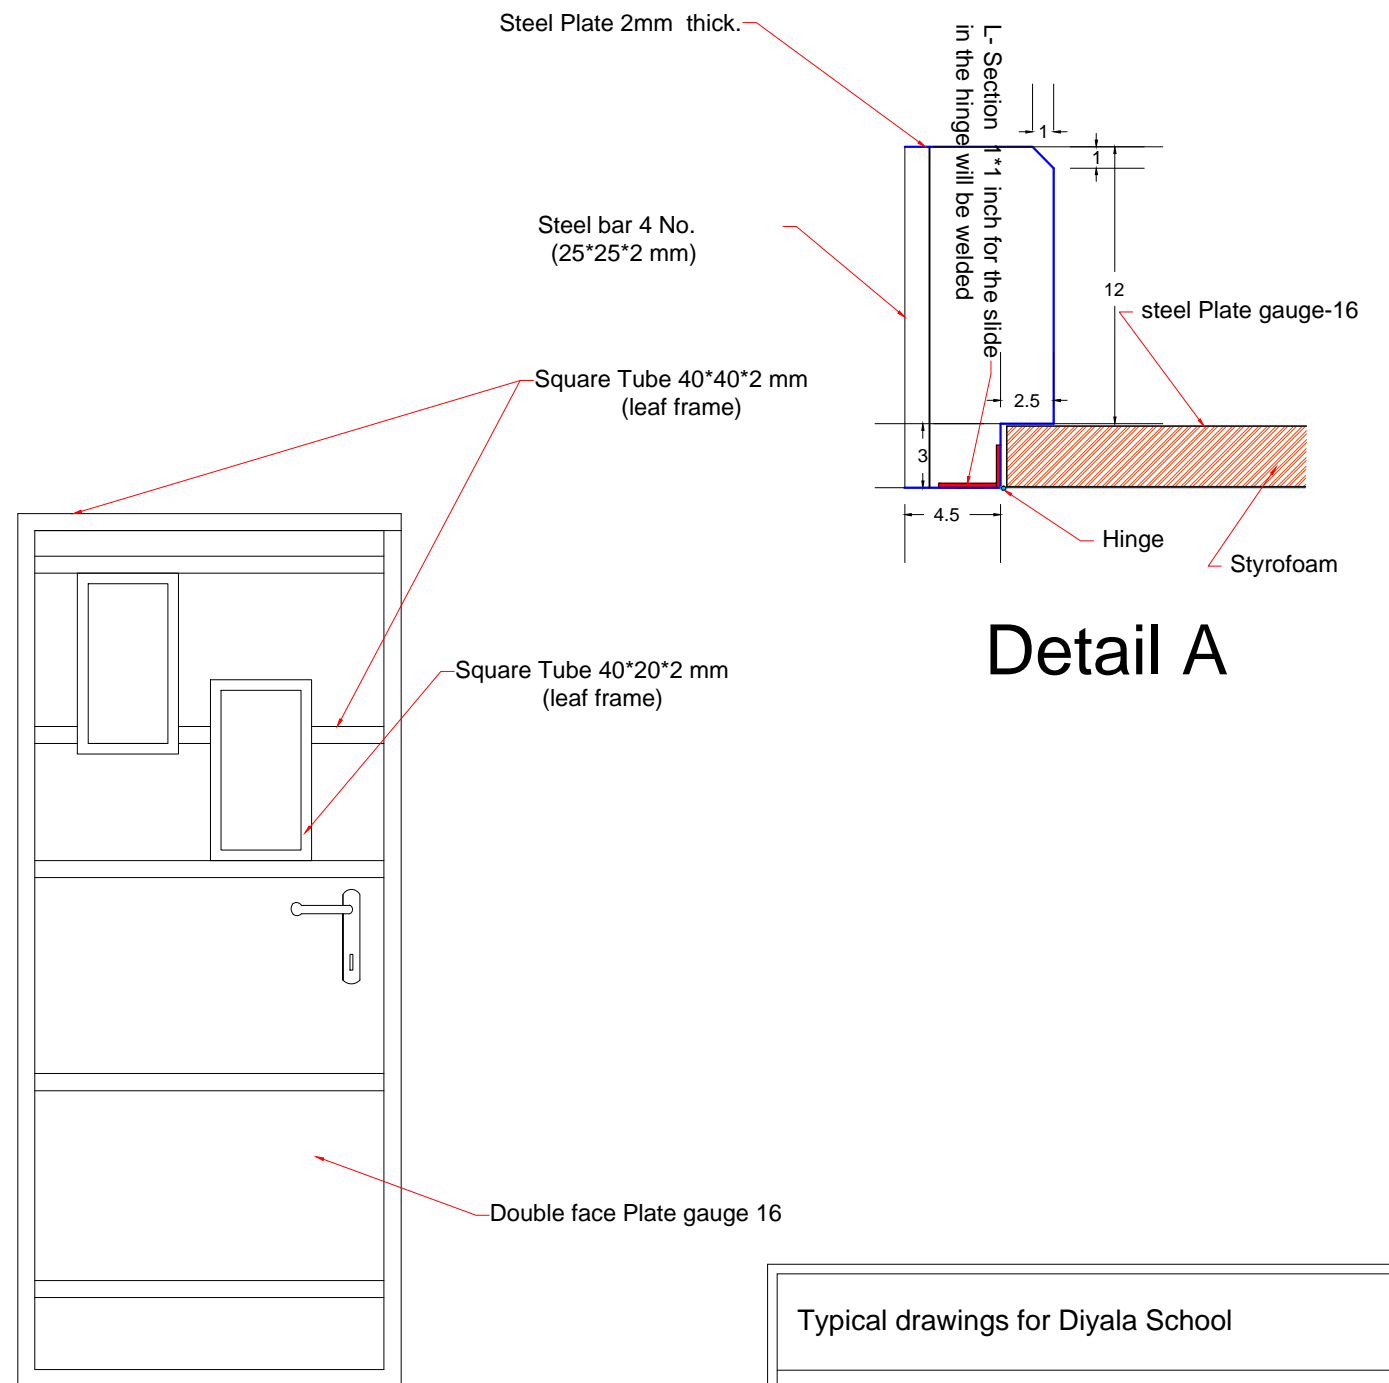 Steel Plate 2mm  thick.
L- Section  1*1 inch for the slide
in the hinge will be welded
1
1
Steel bar 4 No.
(25*25*2 mm)
12
steel Plate gauge-16
Square Tube 40*40*2 mm
(leaf frame)
2.5
3
4.5
Hinge
Styrofoam
Detail A
Square Tube 40*20*2 mm
(leaf frame)
Double face Plate gauge 16
Typical drawings for Diyala School